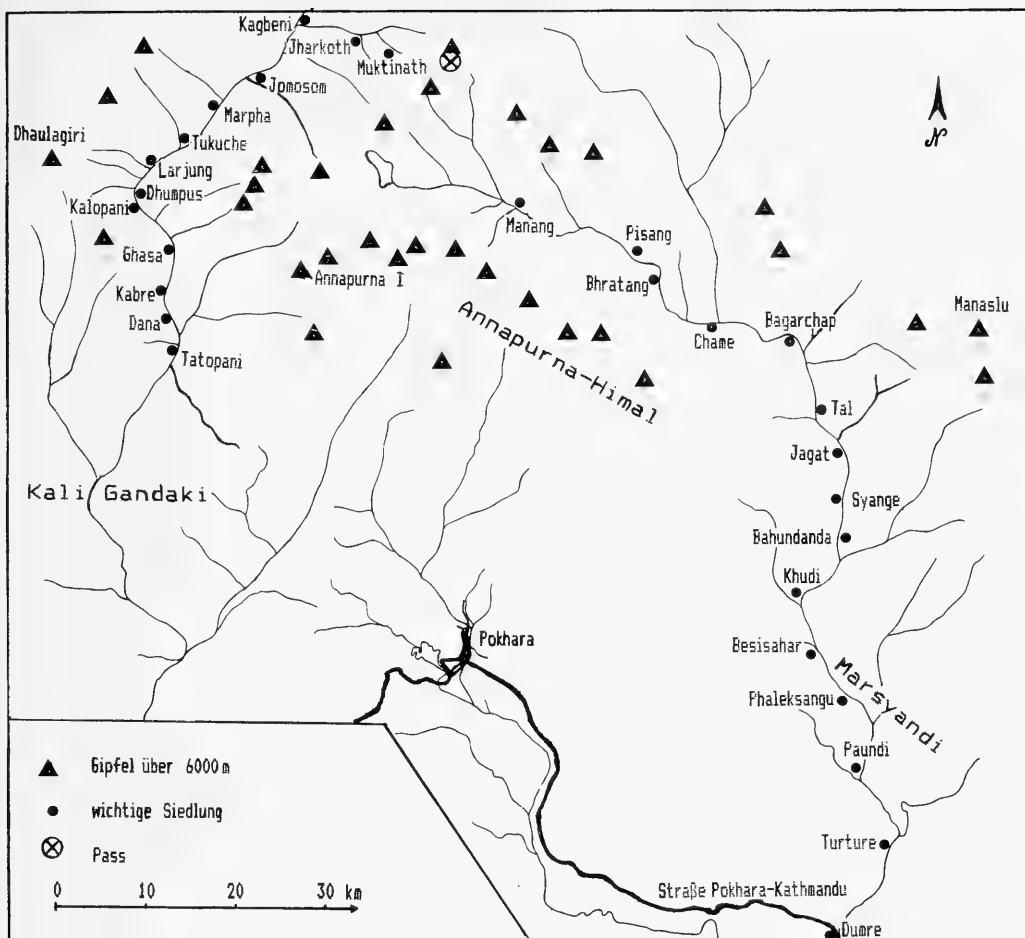 Kagbeni
Jharkoth
Muktinath
Jomosom
Marpha
Dhaulagiri
Tukuche
Larjung
Dhumpus
Kalopani
Manang
Ghasa
Pisang
Annapurna I
Bhratang
Kabre
Annapurna-Himal
Manaslu
Dana
Bagarchap
Chame
Tatopani
Tal
Jagat
Kali Gandaki
Syange
Bahundanda
Khudi
Pokhara
Besisahar
Marsyandi
Phaleksangu
Paundi
Turture
Straße Pokhara-Kathmandu
Dumre
N
Gipfel über 6000 m
wichtige Siedlung
Pass
0 10 20 30 km